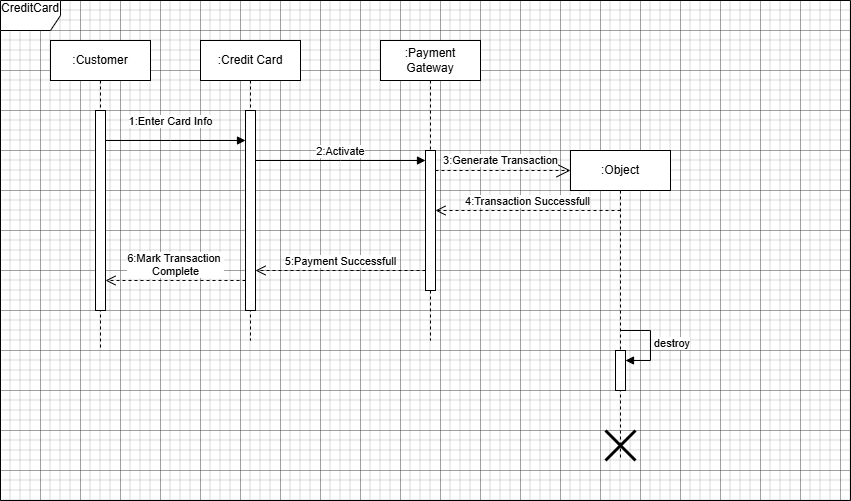 CreditCard
:Customer
:Credit Card
:Payment
Gateway
1:Enter Card Info
2:Activate
3:Generate Transaction
:Object
4:Transaction Successfull
6:Mark Transaction
Complete
5:Payment Successfull
destroy